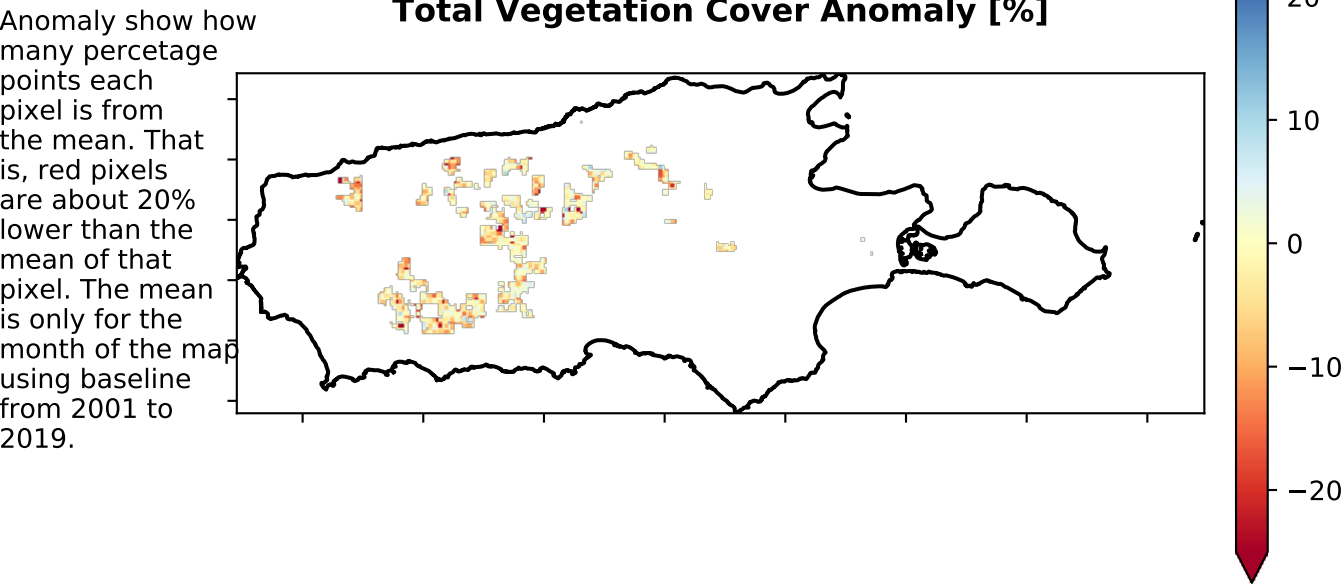 Total Vegetation Cover Anomaly [%]
Anomaly show how
many percetage
points each
pixel is from
the mean. That
is, red pixels
are about 20%
lower than the
mean of that
pixel. The mean
is only for the
month of the map
using baseline
from 2001 to
2019.
20
10
0
−10
−20